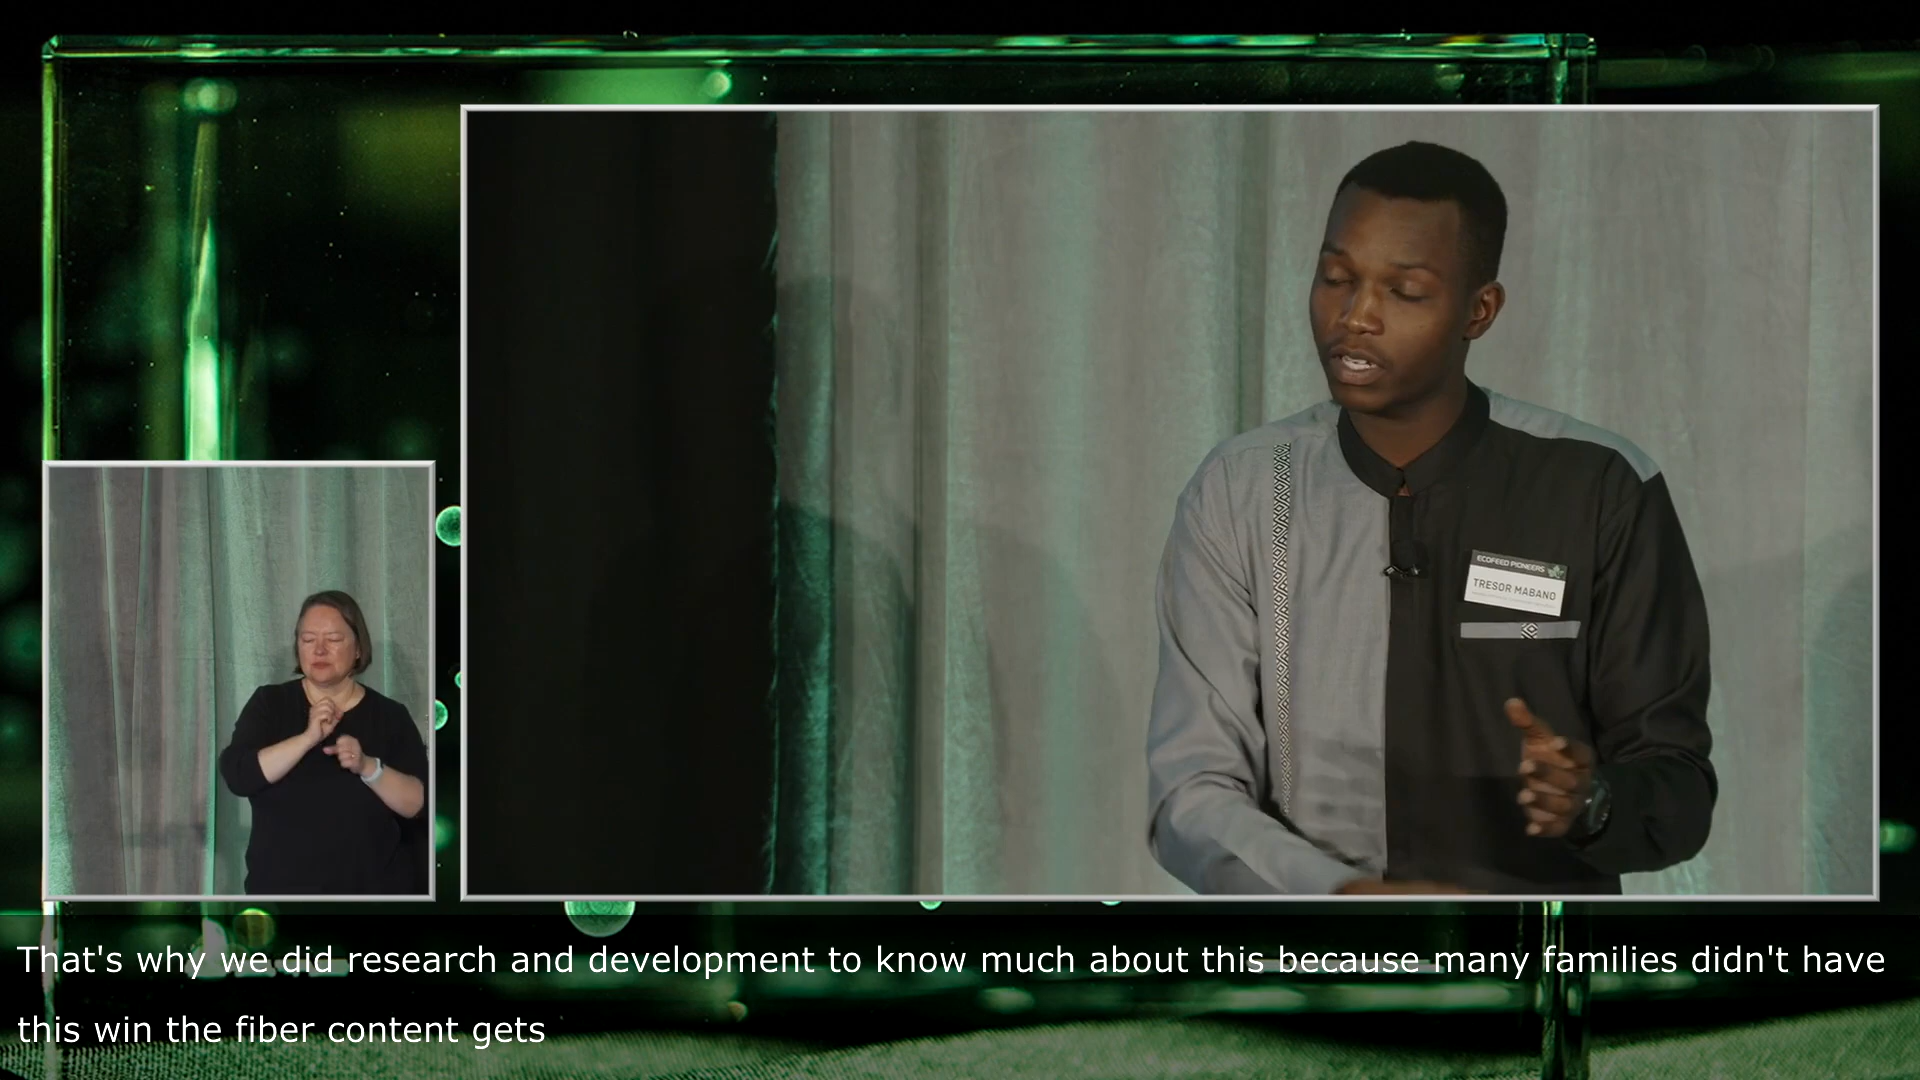 ECOFEED PIONEERS
TRESOR MABANO
That's why we did research and development to know much about this because many families didn't have
this win the fiber content gets